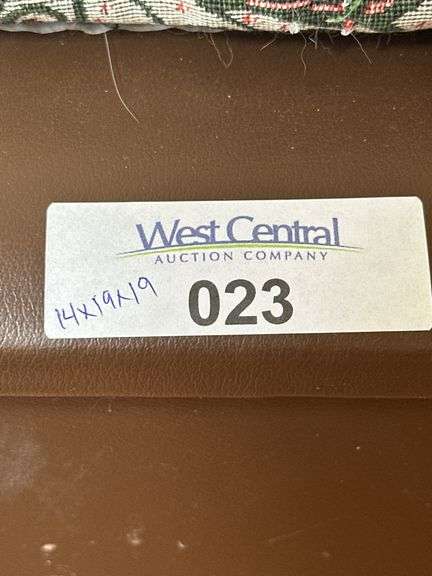 West Central
AUCTION COMPANY
14x19x19
023